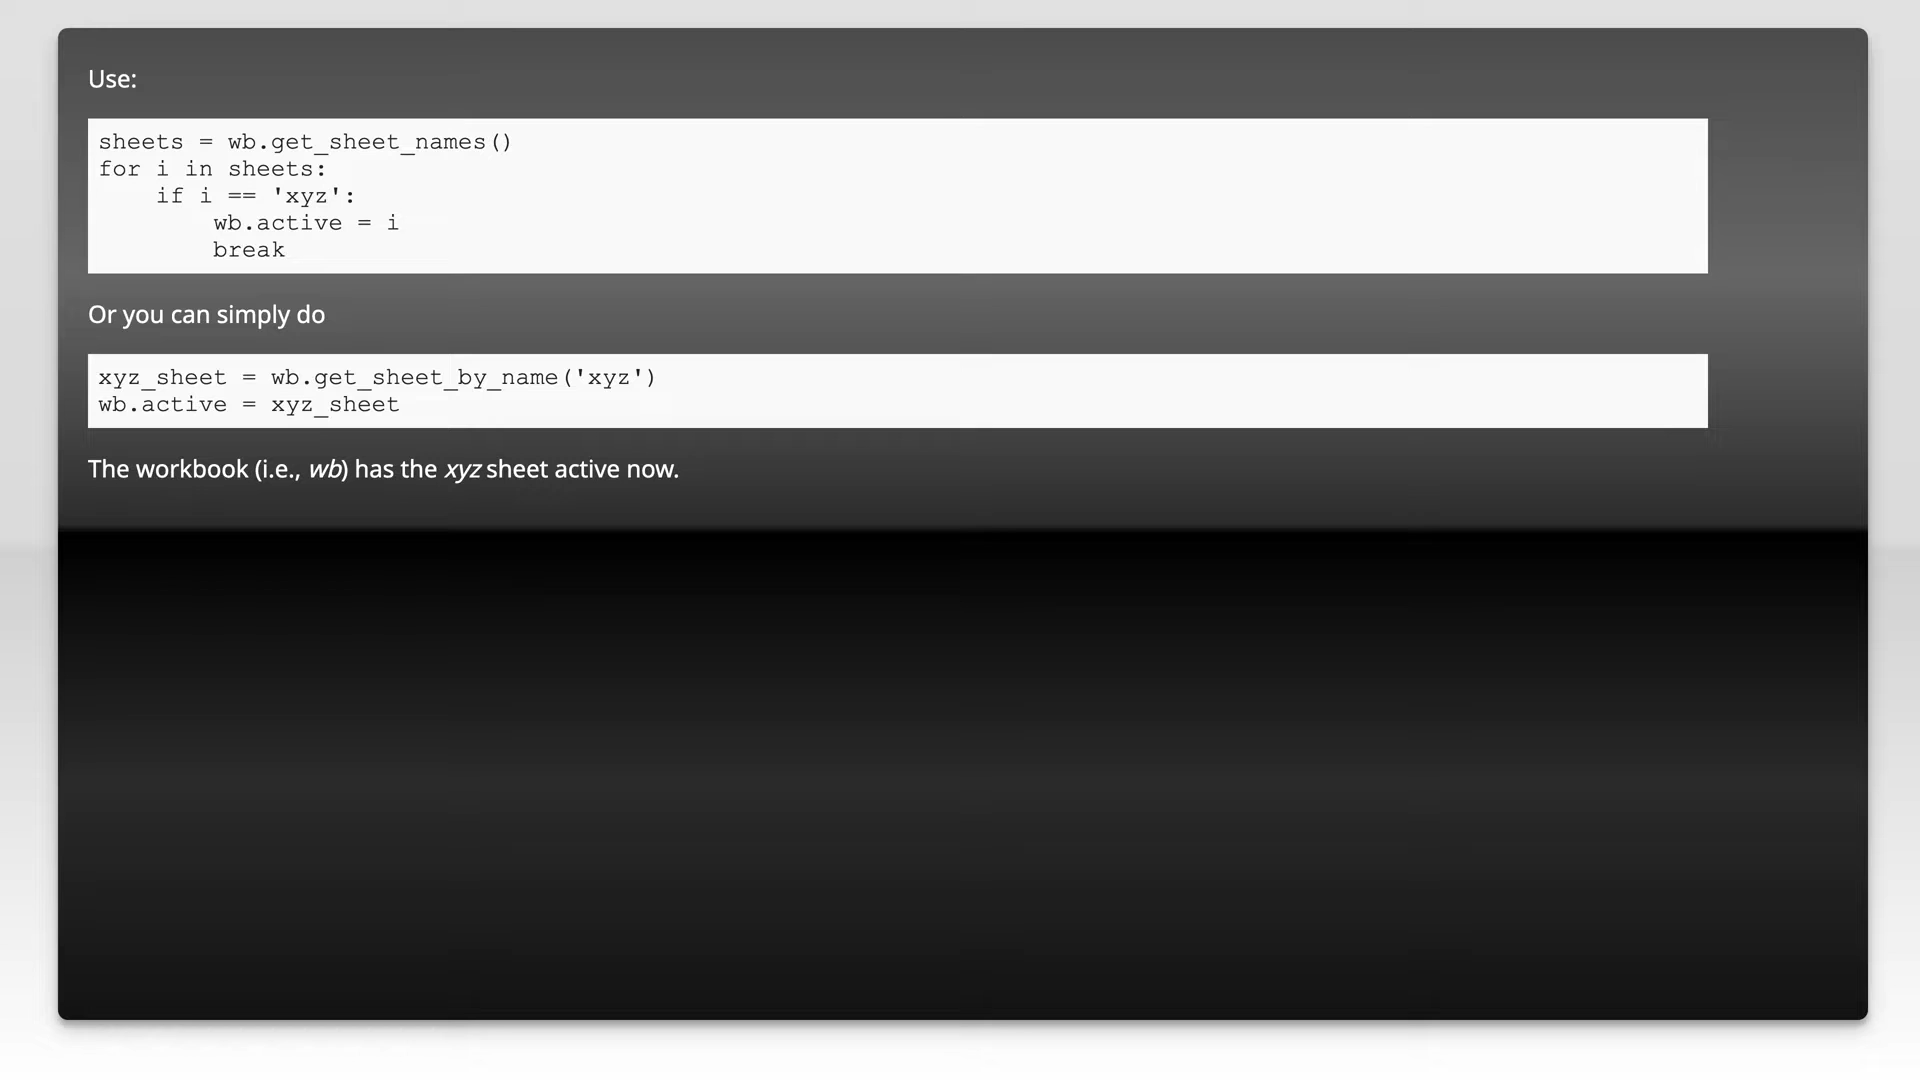 Use:
sheets = wb.get_sheet_names()
for i in sheets:
    if i == 'xyz':
        wb.active = i
        break
Or you can simply do
xyz_sheet = wb.get_sheet_by_name('xyz')
wb.active = xyz_sheet
The workbook (i.e., wb) has the xyz sheet active now.